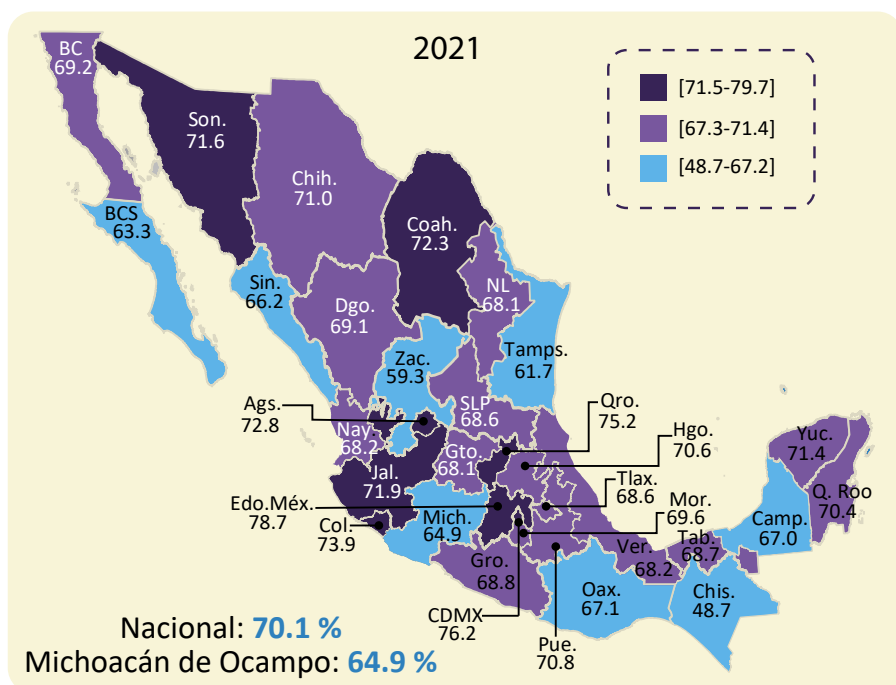 2021
[71.5-79.7]
[67.3-71.4]
[48.7-67.2]
BC
69.2
Son.
71.6
Chih.
71.0
Coah.
72.3
BCS
63.3
Sin.
66.2
Dgo.
69.1
NL
68.1
Zac.
59.3
Tamps.
61.7
Ags.
72.8
SLP
68.6
Qro.
75.2
Nay.
68.2
Gto.
68.1
Hgo.
70.6
Yuc.
71.4
Jal.
71.9
Tlax.
68.6
Q. Roo
70.4
Edo.Méx.
78.7
Mor.
69.6
Col.
73.9
Mich.
64.9
Camp.
67.0
Ver.
68.2
Tab.
68.7
Gro.
68.8
Oax.
67.1
Chis.
48.7
CDMX
76.2
Pue.
70.8
Nacional: 70.1 %
Michoacán de Ocampo: 64.9 %